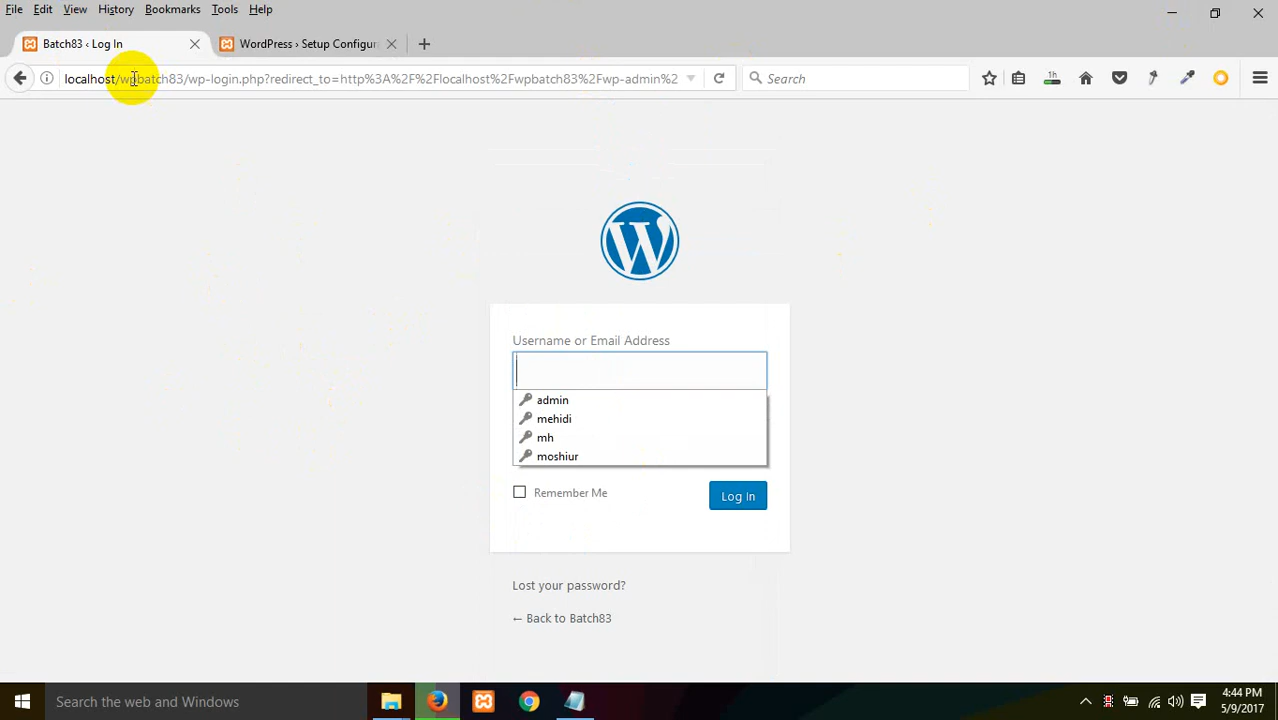 File Edit View History Bookmarks Tools Help
Batch83 ‹ Log In
WordPress › Setup Configur
localhost/wpbatch83/wp-login.php?redirect_to=http%3A%2F%2Flocalhost%2Fwpbatch83%2Fwp-admin%2
Search
1h
Username or Email Address
admin
mehidi
mh
moshiur
Remember Me
Log In
Lost your password?
← Back to Batch83
Search the web and Windows
4:44 PM
5/9/2017